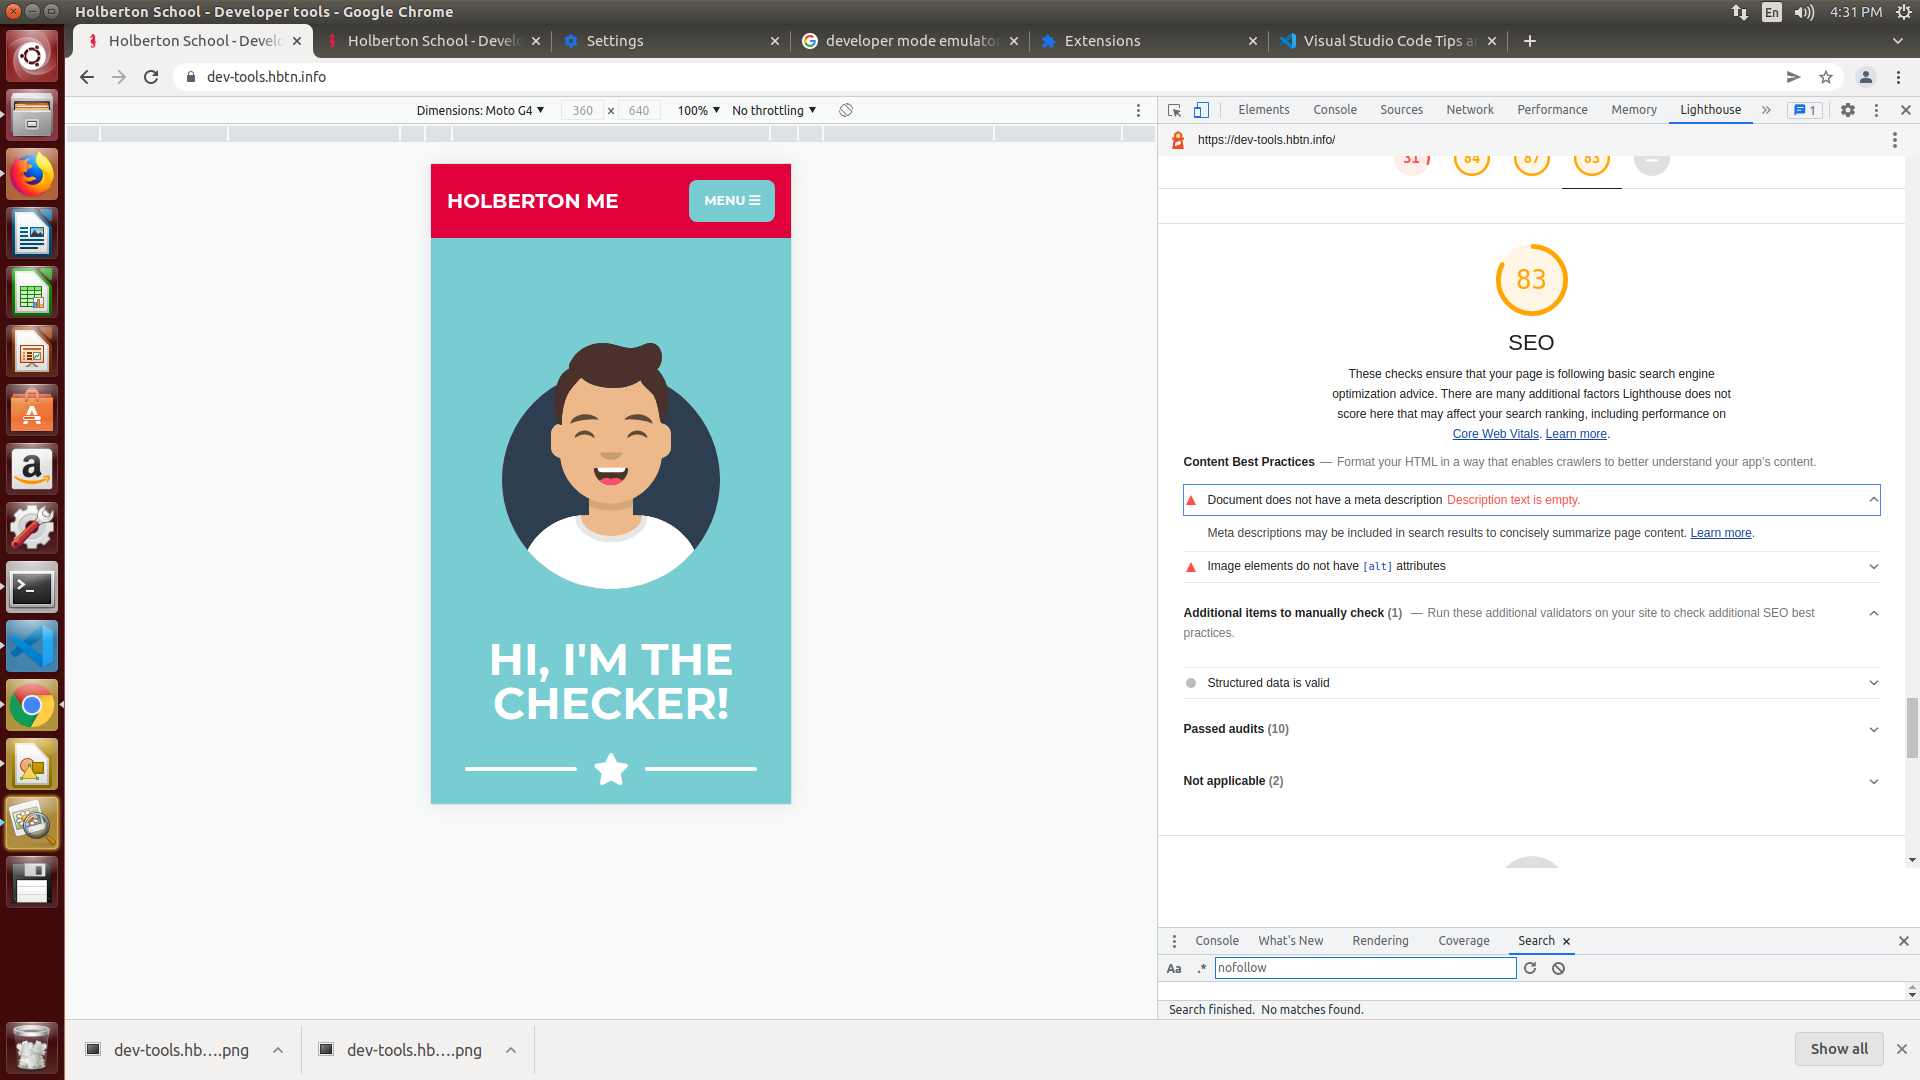 Holberton School - Developer tools - Google Chrome
En
4:31 PM
Holberton School - Develo
Holberton School - Develo
Settings
developer mode emulator
Extensions
Visual Studio Code Tips a
dev-tools.hbtn.info
Dimensions: Moto G4
360
×
640
100%
No throttling
Elements
Console
Sources
Network
Performance
Memory
Lighthouse
1
https://dev-tools.hbtn.info/
31
84
87
83
HOLBERTON ME
MENU
HI, I'M THE
CHECKER!
83
SEO
These checks ensure that your page is following basic search engine
optimization advice. There are many additional factors Lighthouse does not
score here that may affect your search ranking, including performance on
Core Web Vitals. Learn more.
Content Best Practices — Format your HTML in a way that enables crawlers to better understand your app's content.
Document does not have a meta description Description text is empty.
Meta descriptions may be included in search results to concisely summarize page content. Learn more.
Image elements do not have [alt] attributes
Additional items to manually check (1) — Run these additional validators on your site to check additional SEO best
practices.
Structured data is valid
Passed audits (10)
Not applicable (2)
Console
What's New
Rendering
Coverage
Search
Aa
.*
nofollow
Search finished. No matches found.
dev-tools.hb....png
dev-tools.hb....png
Show all